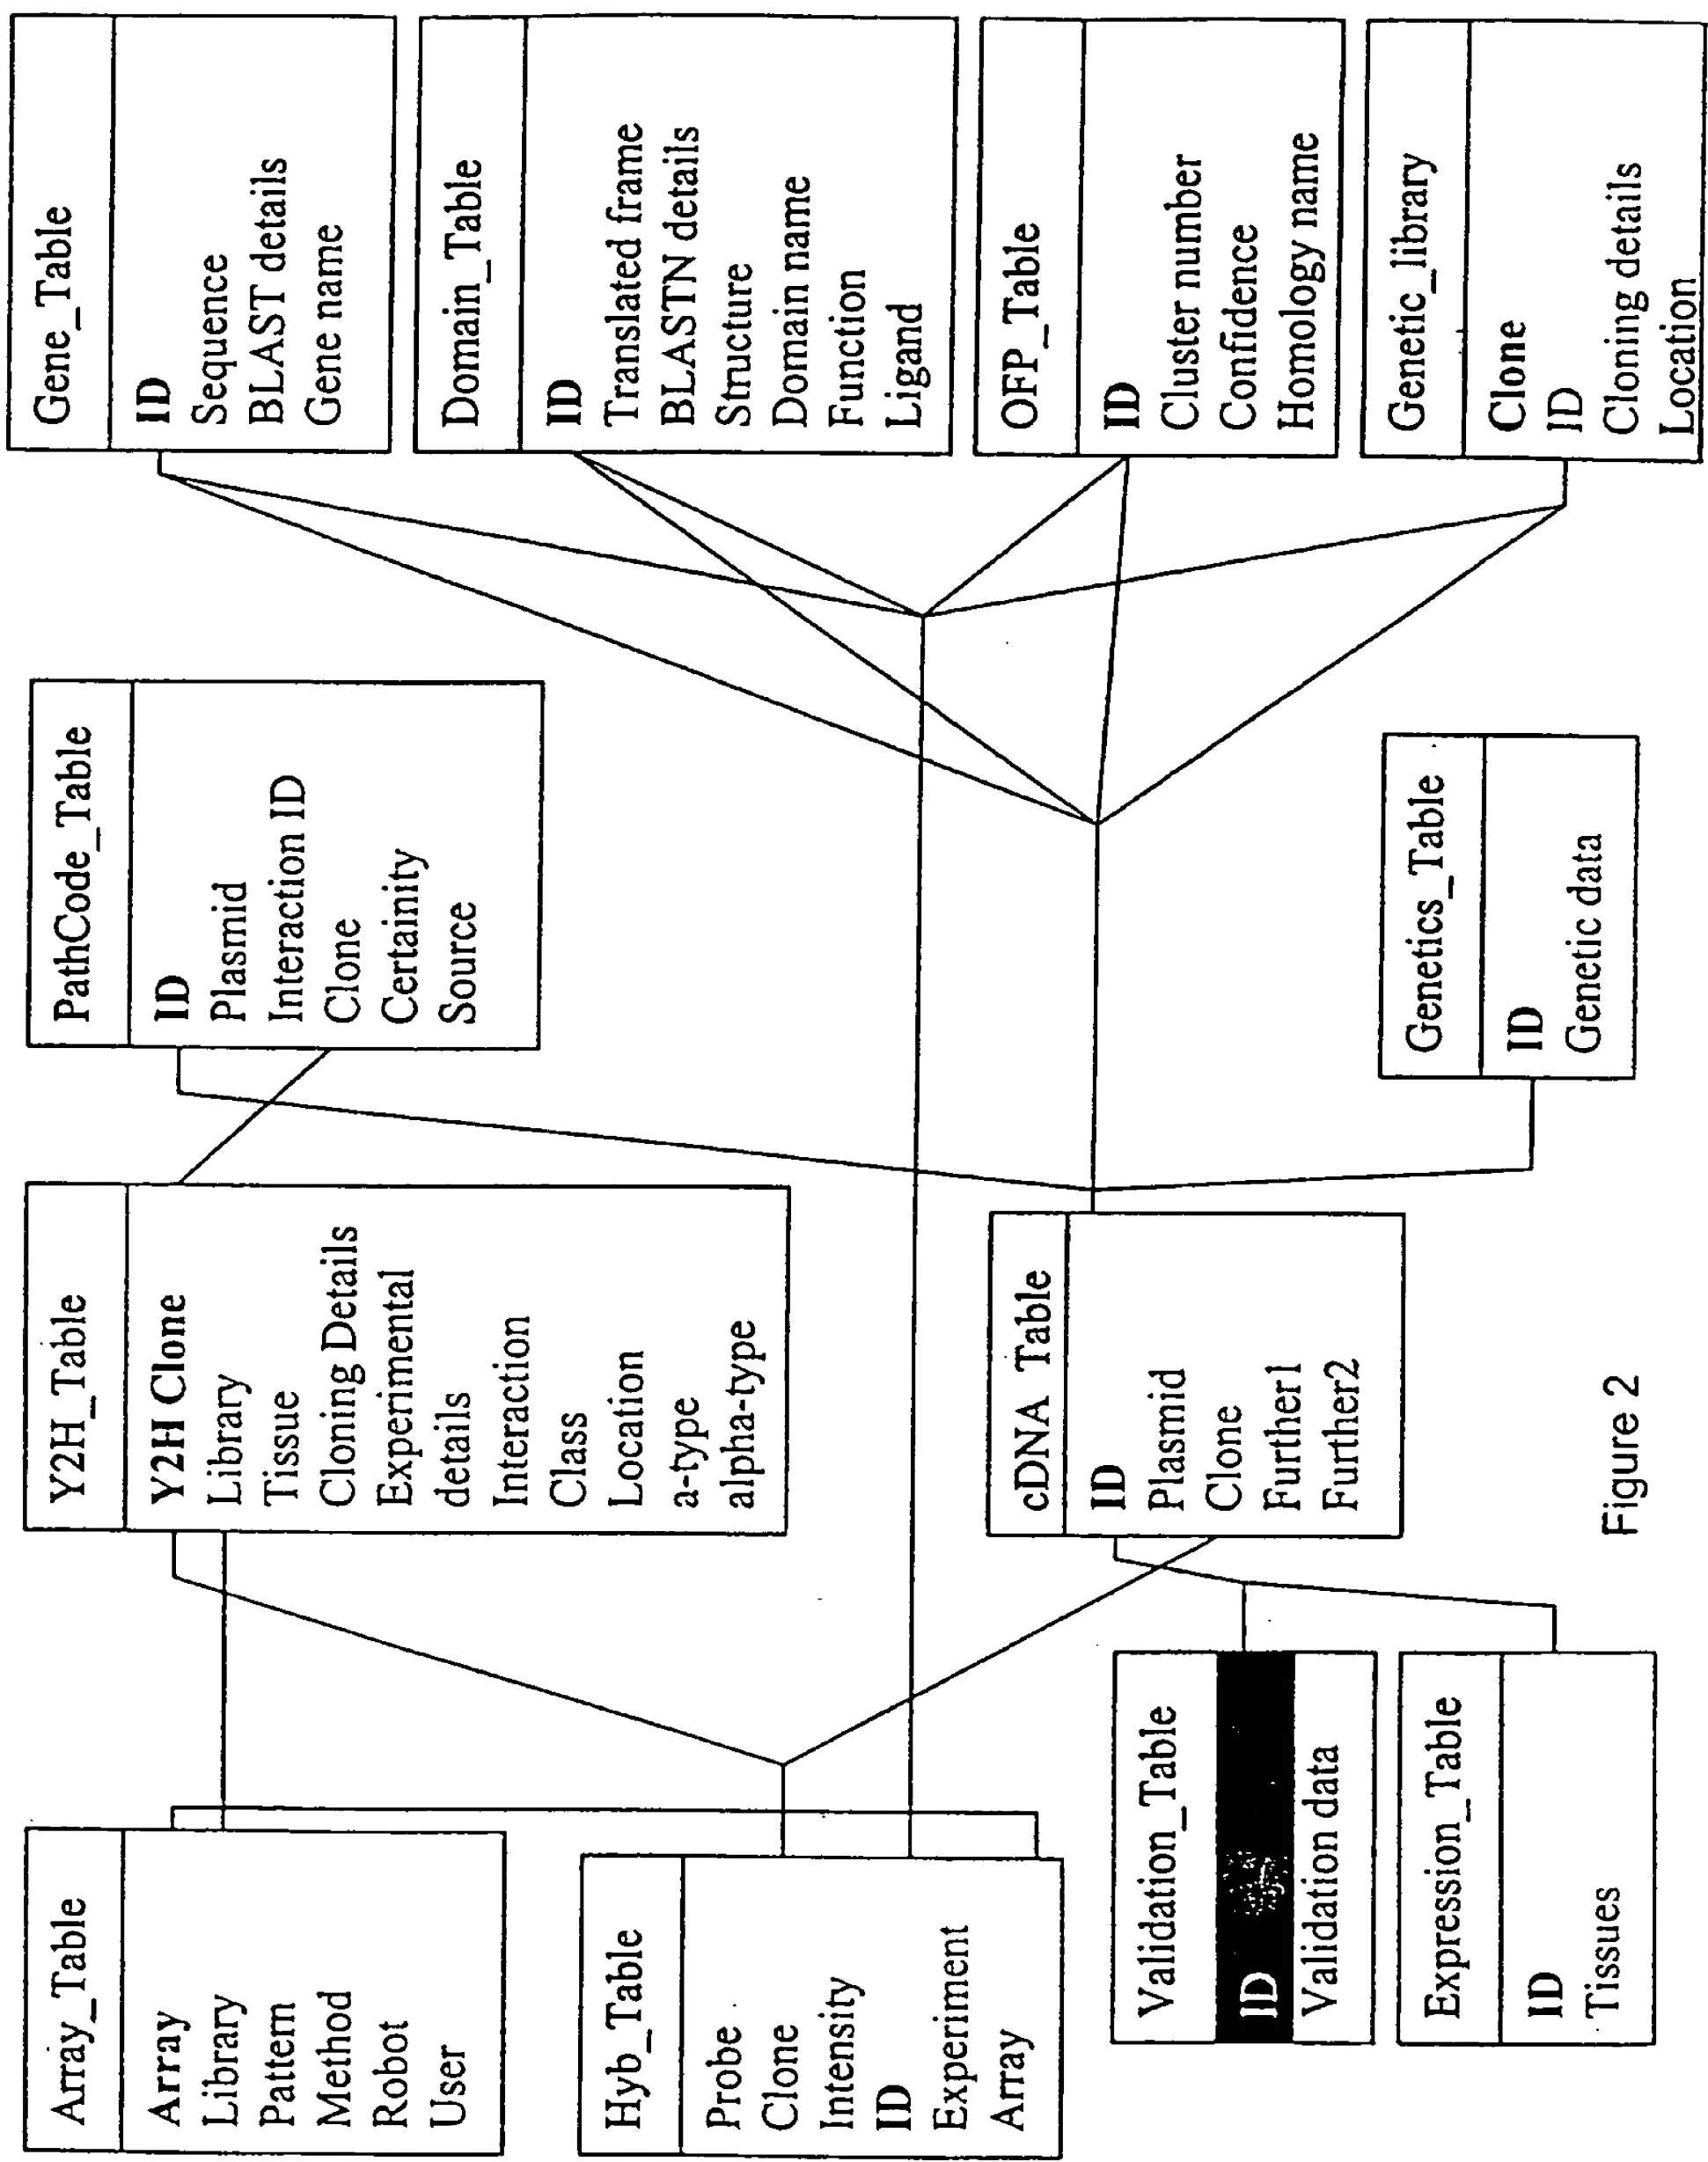 Array_Table
Array
Library
Pattern
Method
Robot
User
Hyb_Table
Probe
Clone
Intensity
ID
Experiment
Array
Validation_Table
ID
Validation data
Expression_Table
ID
Tissues
Y2H_Table
Y2H Clone
Library
Tissue
Cloning Details
Experimental
details
Interaction
Class
Location
a-type
alpha-type
cDNA Table
ID
Plasmid
Clone
Further1
Further2
PathCode_Table
ID
Plasmid
Interaction ID
Clone
Certainity
Source
Genetics_Table
ID
Genetic data
Gene_Table
ID
Sequence
BLAST details
Gene name
Domain_Table
ID
Translated frame
BLASTN details
Structure
Domain name
Function
Ligand
OFP_Table
ID
Cluster number
Confidence
Homology name
Genetic_library
Clone
ID
Cloning details
Location
Figure 2